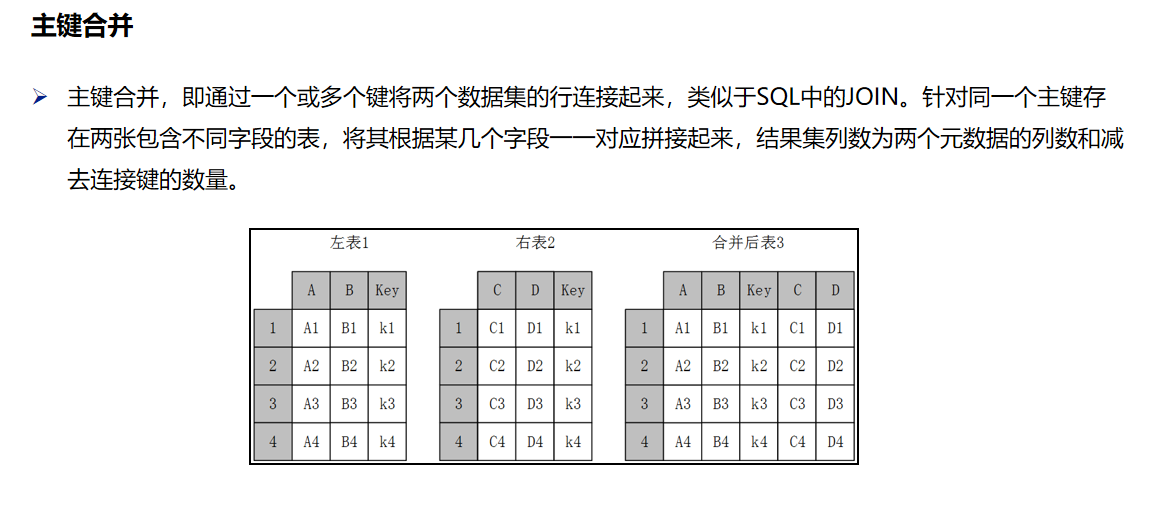 主键合并
主键合并，即通过一个或多个键将两个数据集的行连接起来，类似于SQL中的JOIN。针对同一个主键存
在两张包含不同字段的表，将其根据某几个字段一一对应拼接起来，结果集列数为两个元数据的列数和减
去连接键的数量。
左表1 右表2 合并后表3
A B Key C D Key A B Key C D
1 A1 B1 k1 1 C1 D1 k1 1 A1 B1 k1 C1 D1
2 A2 B2 k2 2 C2 D2 k2 2 A2 B2 k2 C2 D2
3 A3 B3 k3 3 C3 D3 k3 3 A3 B3 k3 C3 D3
4 A4 B4 k4 4 C4 D4 k4 4 A4 B4 k4 C4 D4